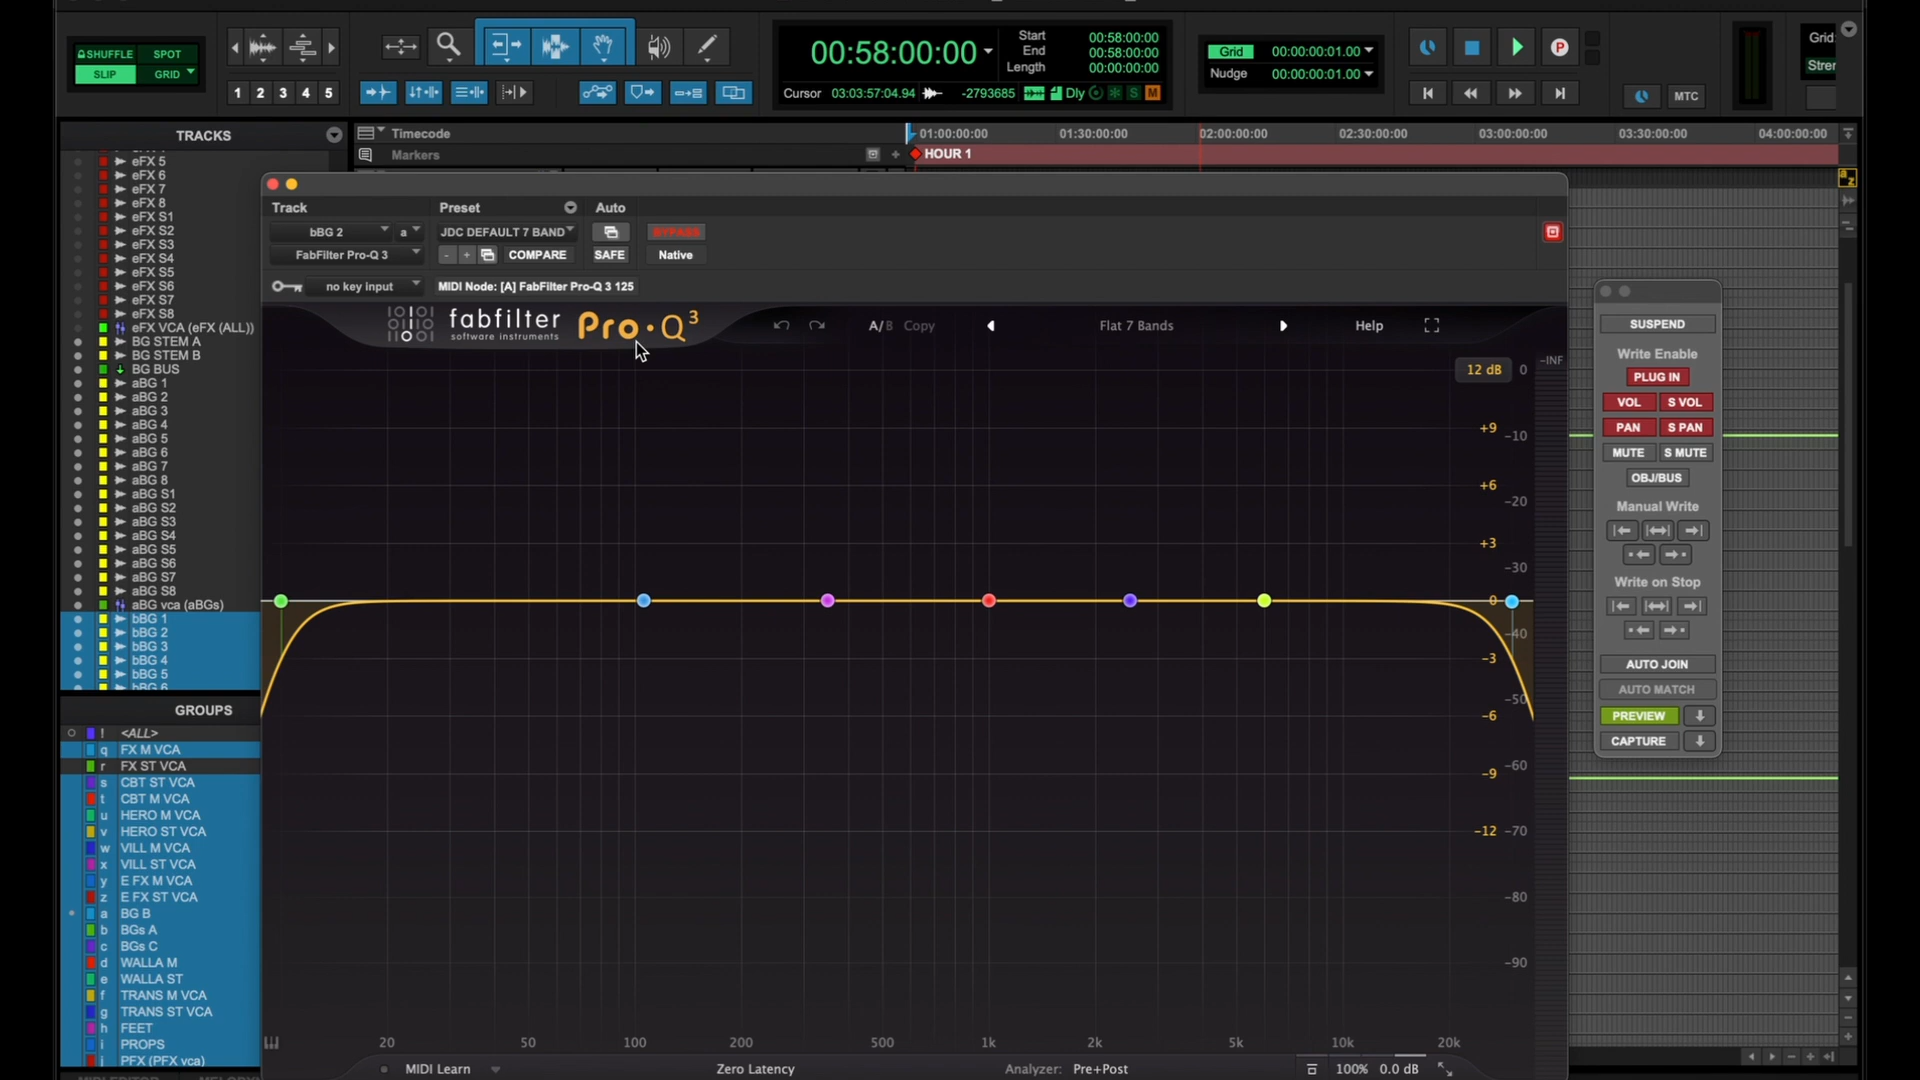 SHUFFLE SPOT
SLIP GRID
1 2 3 4 5
00:58:00:00
Start 00:58:00:00
End 00:58:00:00
Length 00:00:00:00
Cursor 03:03:57:04.94 -2793685 Dly S M
Grid 00:00:00:01.00
Nudge 00:00:00:01.00
P
MTC
Grid:
TRACKS
Timecode
01:00:00:00 01:30:00:00 02:00:00:00 02:30:00:00 03:00:00:00 03:30:00:00 04:00:00:00
Markers
HOUR 1
eFX 5
eFX 6
eFX 7
eFX 8
eFX S1
eFX S2
eFX S3
eFX S4
eFX S5
eFX S6
eFX S7
eFX S8
eFX VCA (eFX (ALL))
BG STEM A
BG STEM B
BG BUS
aBG 1
aBG 2
aBG 3
aBG 4
aBG 5
aBG 6
aBG 7
aBG 8
aBG S1
aBG S2
aBG S3
aBG S4
aBG S5
aBG S6
aBG S7
aBG S8
aBG vca (aBGs)
bBG 1
bBG 2
bBG 3
bBG 4
bBG 5
bBG 6
GROUPS
! <ALL>
q FX M VCA
r FX ST VCA
s CBT ST VCA
t CBT M VCA
u HERO M VCA
v HERO ST VCA
w VILL M VCA
x VILL ST VCA
y E FX M VCA
z E FX ST VCA
a BG B
b BGs A
c BGs C
d WALLA M
e WALLA ST
f TRANS M VCA
g TRANS ST VCA
h FEET
i PROPS
j PFX (PFX vca)
Track Preset Auto
bBG 2 a JDC DEFAULT 7 BAND BYPASS
FabFilter Pro-Q 3 - + COMPARE SAFE Native
no key input MIDI Node: [A] FabFilter Pro-Q 3 125
fabfilter
software instruments
Pro·Q3
A/B Copy Flat 7 Bands Help
12 dB 0 -INF
+9 -10
+6 -20
+3 -30
0
-40
-3
-50
-6
-60
-9
-12 -70
-80
-90
20 50 100 200 500 1k 2k 5k 10k 20k
MIDI Learn Zero Latency Analyzer: Pre+Post 100% 0.0 dB
SUSPEND
Write Enable
PLUG IN
VOL S VOL
PAN S PAN
MUTE S MUTE
OBJ/BUS
Manual Write
Write on Stop
AUTO JOIN
AUTO MATCH
PREVIEW
CAPTURE